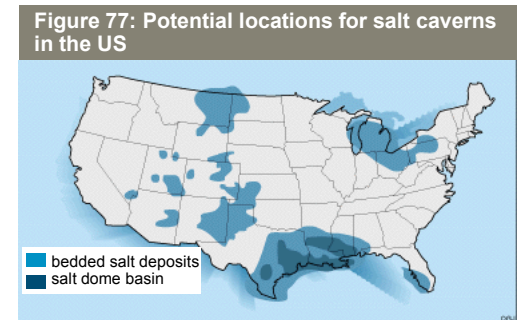 Figure 77: Potential locations for salt caverns
in the US
bedded salt deposits
salt dome basin